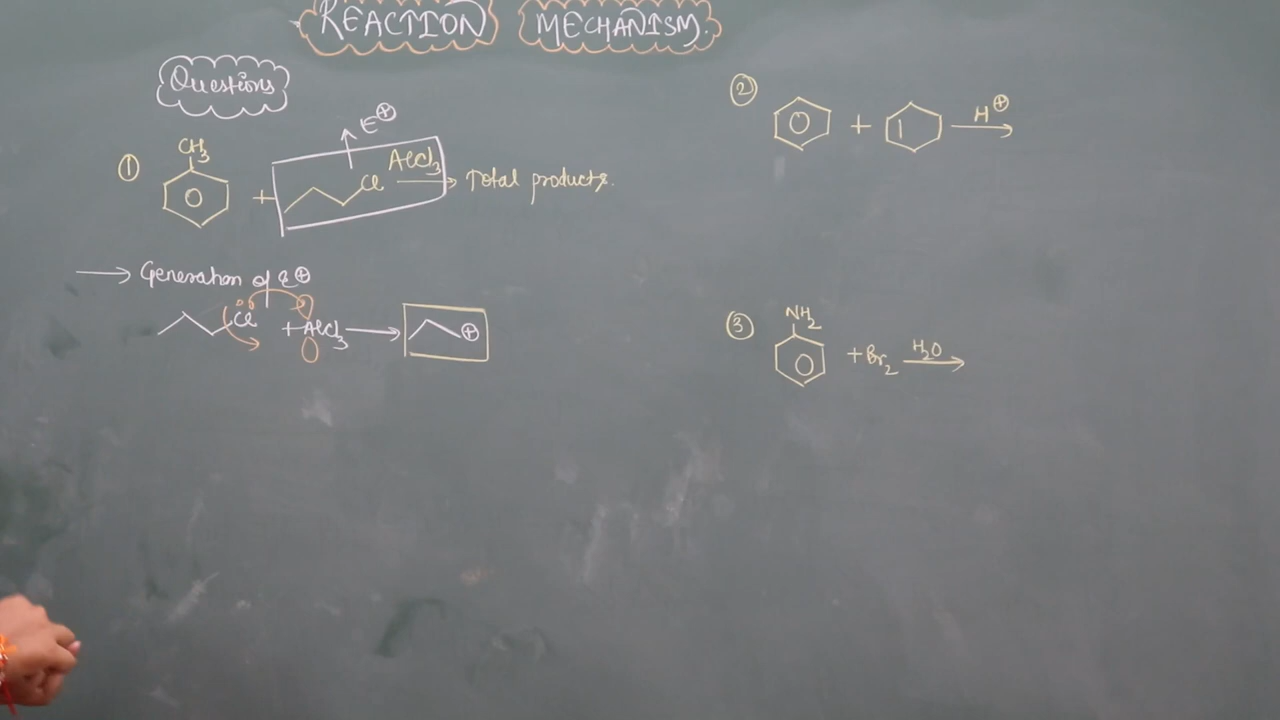 REACTION MECHANISM.
Questions
① CH₃ + Cl AlCl₃ → Total products.
↑ E⊕
→ Generation of E⊕
Cl + AlCl₃ → ⊕
② + H⊕ →
③ NH₂ + Br₂ H₂O →